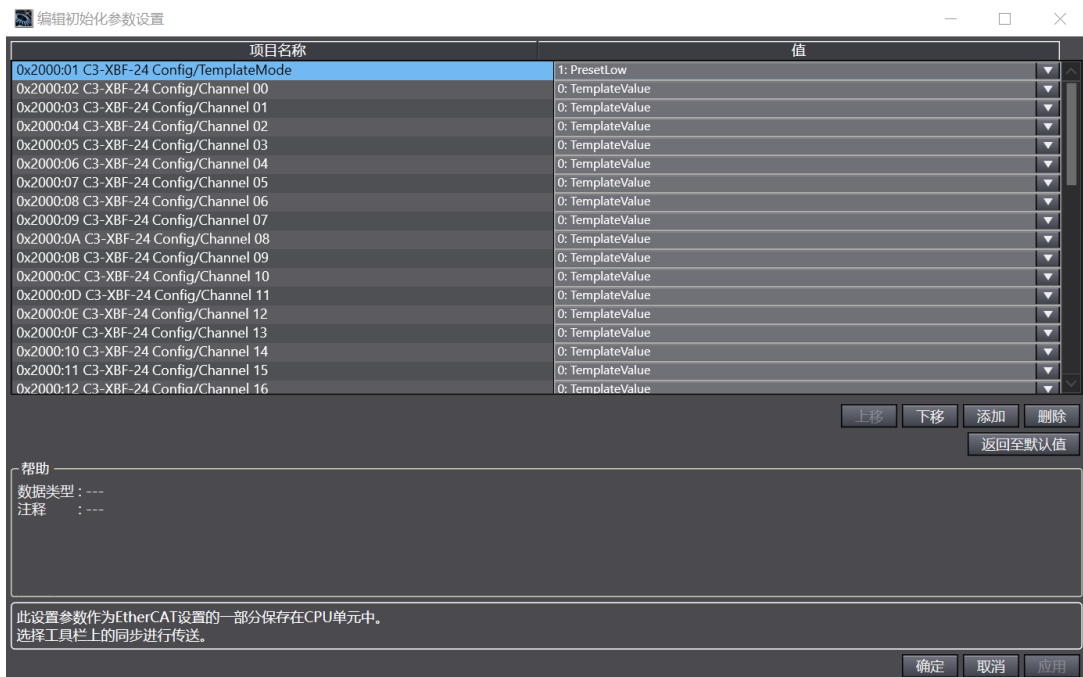 编辑初始化参数设置
项目名称 值
0x2000:01 C3-XBF-24 Config/TemplateMode 1: PresetLow
0x2000:02 C3-XBF-24 Config/Channel 00 0: TemplateValue
0x2000:03 C3-XBF-24 Config/Channel 01 0: TemplateValue
0x2000:04 C3-XBF-24 Config/Channel 02 0: TemplateValue
0x2000:05 C3-XBF-24 Config/Channel 03 0: TemplateValue
0x2000:06 C3-XBF-24 Config/Channel 04 0: TemplateValue
0x2000:07 C3-XBF-24 Config/Channel 05 0: TemplateValue
0x2000:08 C3-XBF-24 Config/Channel 06 0: TemplateValue
0x2000:09 C3-XBF-24 Config/Channel 07 0: TemplateValue
0x2000:0A C3-XBF-24 Config/Channel 08 0: TemplateValue
0x2000:0B C3-XBF-24 Config/Channel 09 0: TemplateValue
0x2000:0C C3-XBF-24 Config/Channel 10 0: TemplateValue
0x2000:0D C3-XBF-24 Config/Channel 11 0: TemplateValue
0x2000:0E C3-XBF-24 Config/Channel 12 0: TemplateValue
0x2000:0F C3-XBF-24 Config/Channel 13 0: TemplateValue
0x2000:10 C3-XBF-24 Config/Channel 14 0: TemplateValue
0x2000:11 C3-XBF-24 Config/Channel 15 0: TemplateValue
0x2000:12 C3-XBF-24 Config/Channel 16 0: TemplateValue
上移 下移 添加 删除
返回至默认值
帮助
数据类型 : ---
注释 : ---
此设置参数作为EtherCAT设置的一部分保存在CPU单元中。
选择工具栏上的同步进行传送。
确定 取消 应用